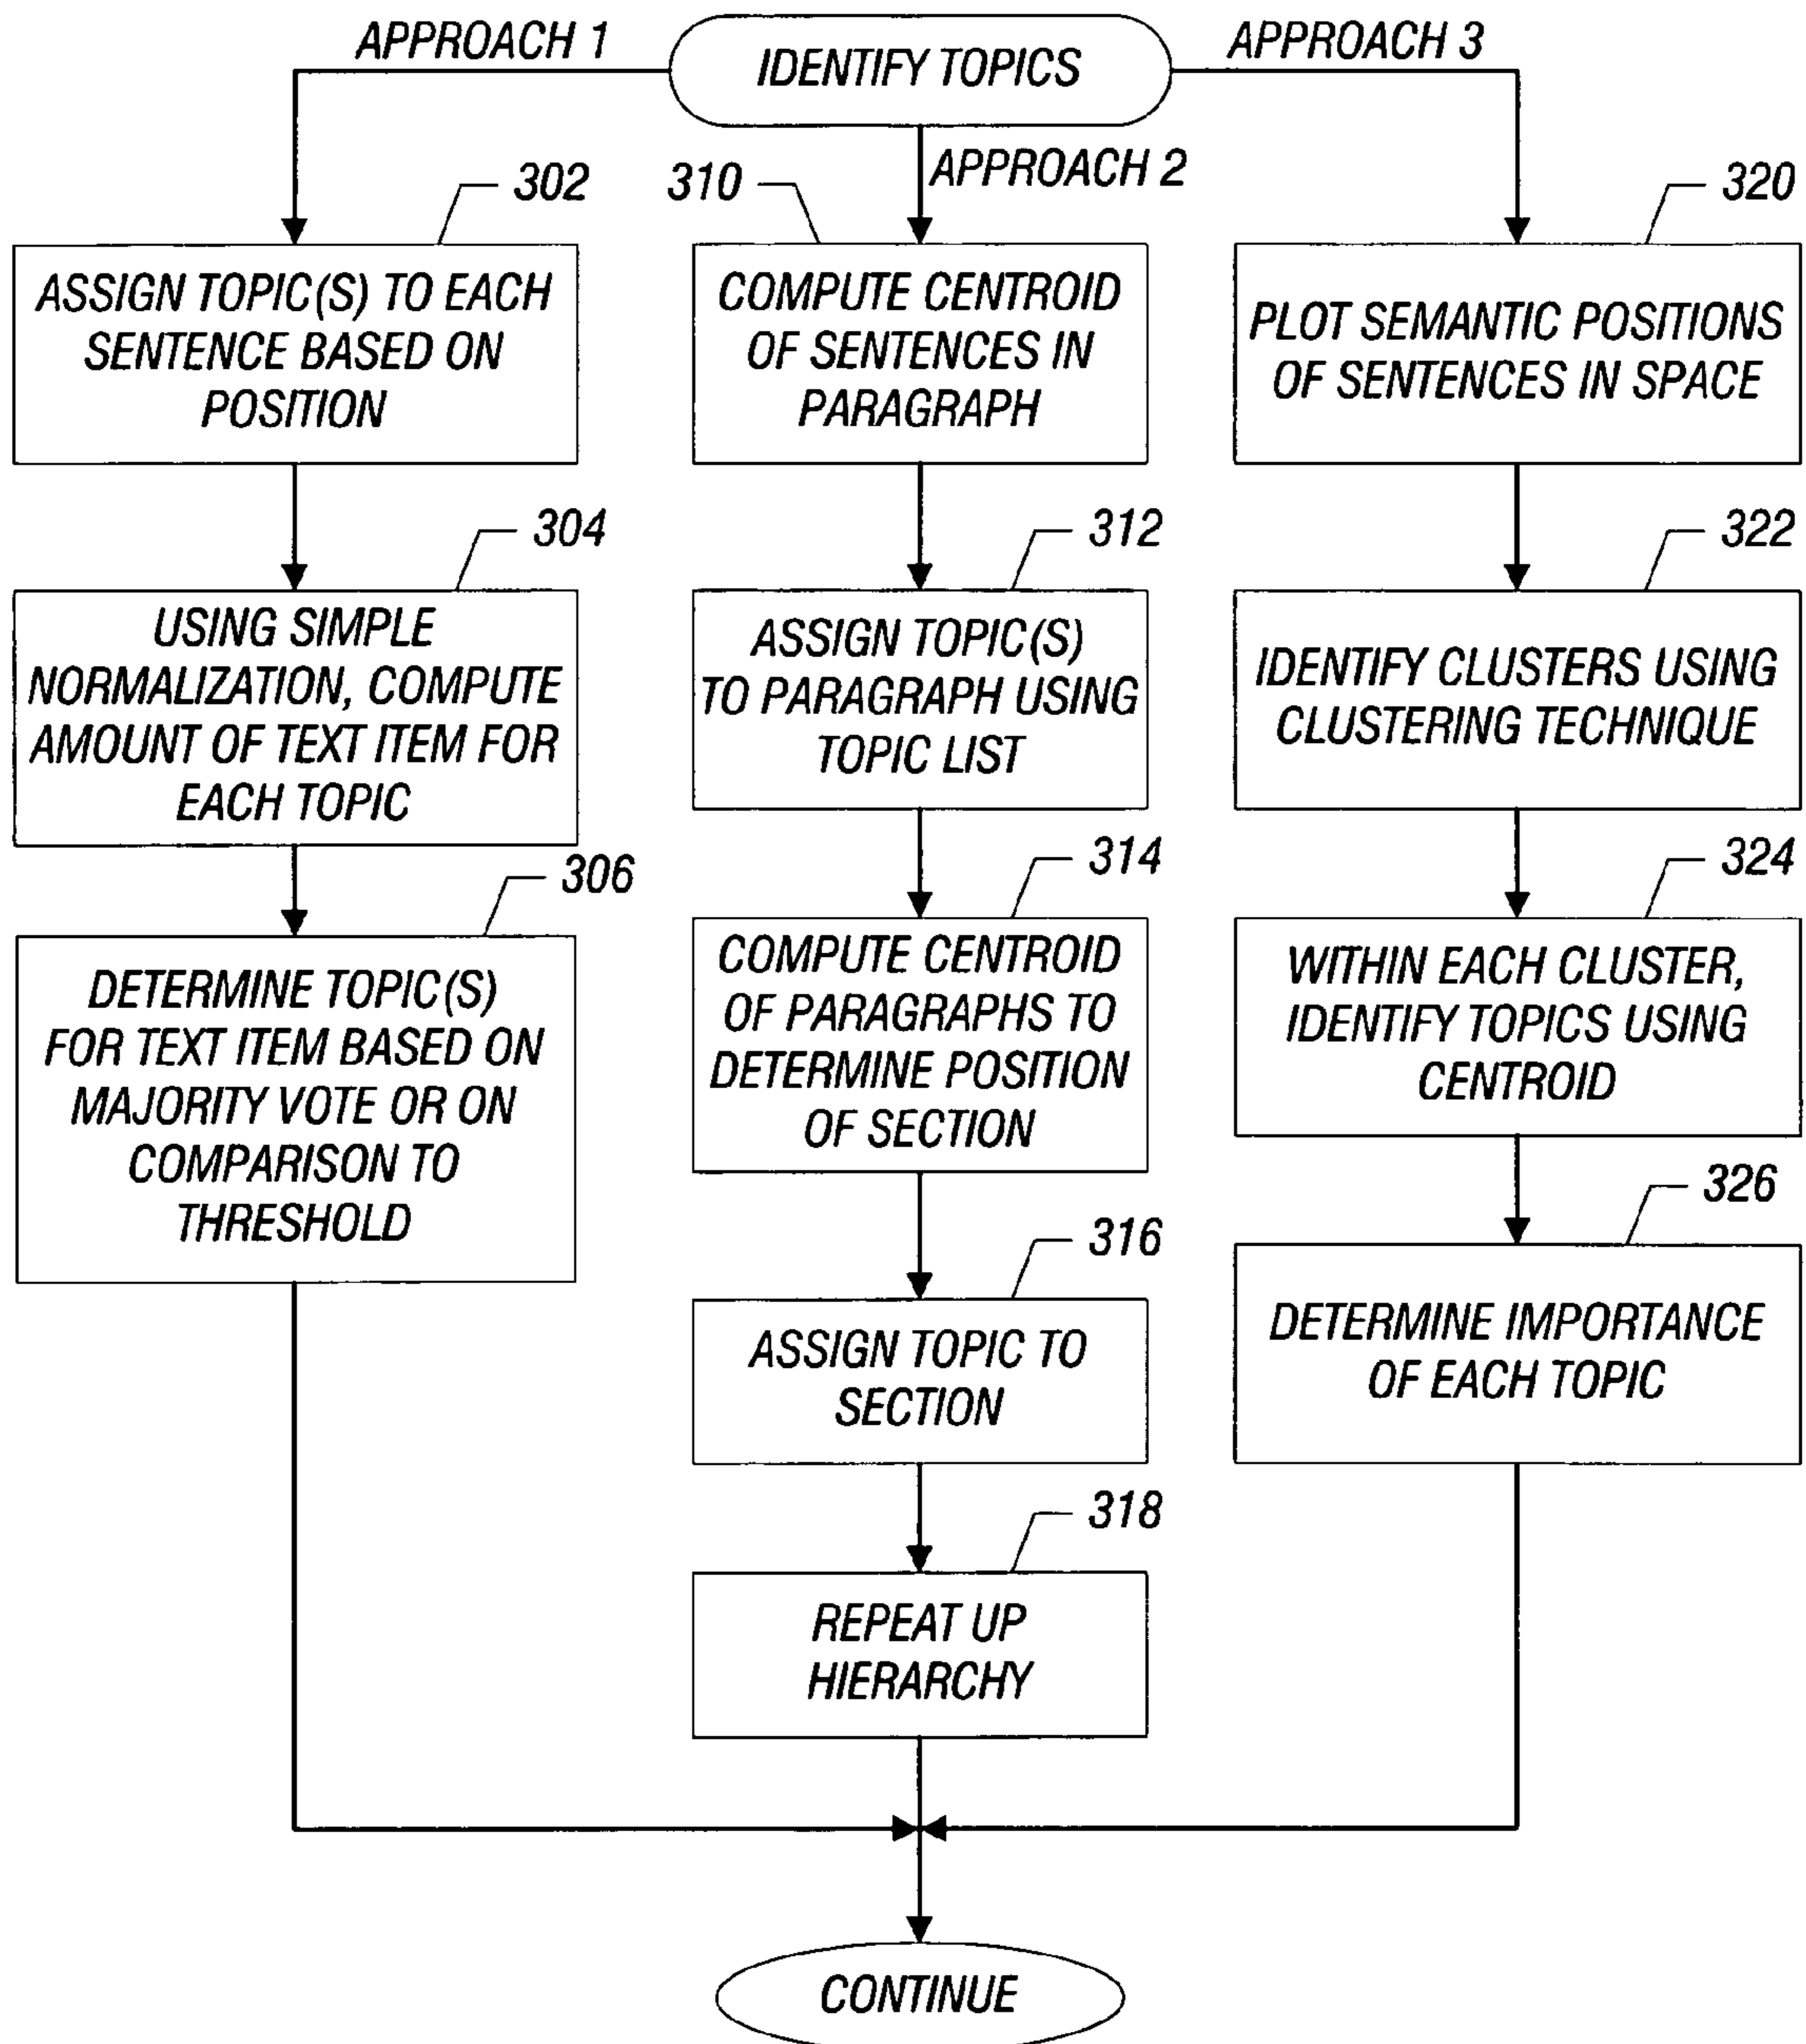 IDENTIFY TOPICS
APPROACH 1
302
ASSIGN TOPIC(S) TO EACH
SENTENCE BASED ON
POSITION
304
USING SIMPLE
NORMALIZATION, COMPUTE
AMOUNT OF TEXT ITEM FOR
EACH TOPIC
306
DETERMINE TOPIC(S)
FOR TEXT ITEM BASED ON
MAJORITY VOTE OR ON
COMPARISON TO
THRESHOLD
APPROACH 2
310
COMPUTE CENTROID
OF SENTENCES IN
PARAGRAPH
312
ASSIGN TOPIC(S)
TO PARAGRAPH USING
TOPIC LIST
314
COMPUTE CENTROID
OF PARAGRAPHS TO
DETERMINE POSITION
OF SECTION
316
ASSIGN TOPIC TO
SECTION
318
REPEAT UP
HIERARCHY
APPROACH 3
320
PLOT SEMANTIC POSITIONS
OF SENTENCES IN SPACE
322
IDENTIFY CLUSTERS USING
CLUSTERING TECHNIQUE
324
WITHIN EACH CLUSTER,
IDENTIFY TOPICS USING
CENTROID
326
DETERMINE IMPORTANCE
OF EACH TOPIC
CONTINUE